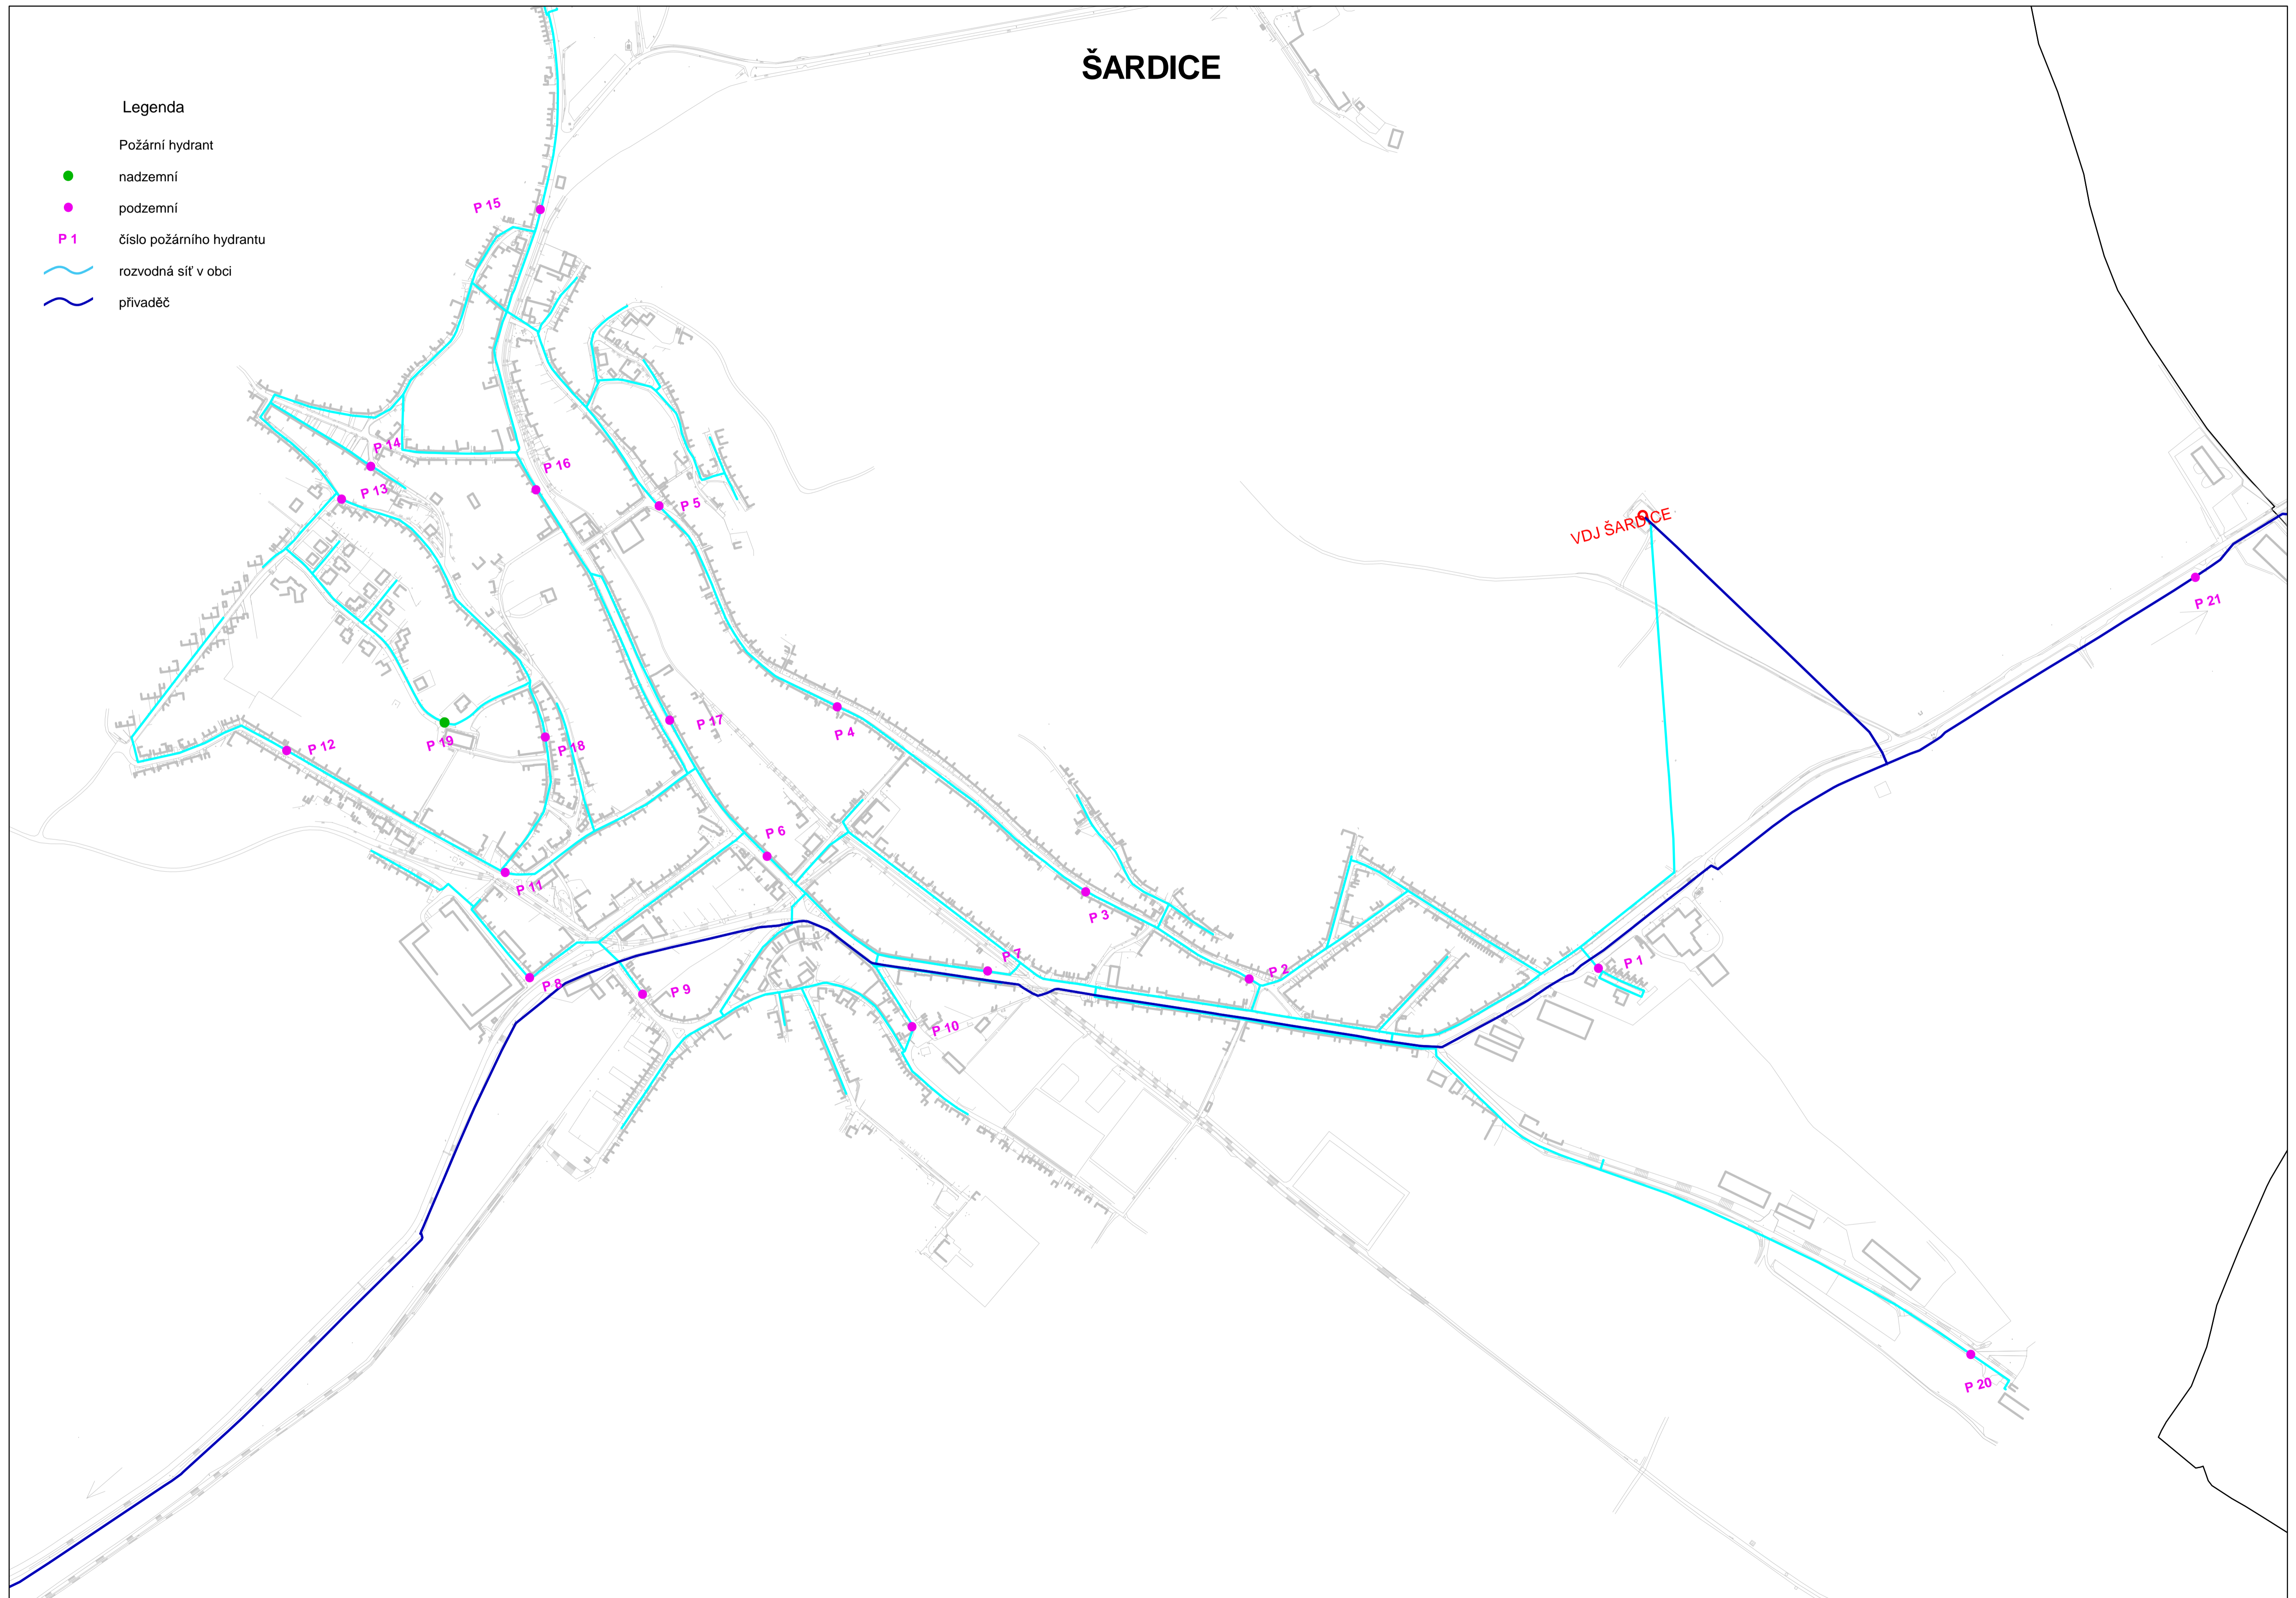 ŠARDICE
Legenda
Požární hydrant
nadzemní
podzemní
P 1 číslo požárního hydrantu
rozvodná síť v obci
přivaděč
P 15
P 14
P 13
P 16
P 5
VDJ ŠARDICE
P 21
P 12
P 19
P 18
P 17
P 4
P 6
P 11
P 3
P 7
P 8
P 9
P 10
P 2
P 1
P 20